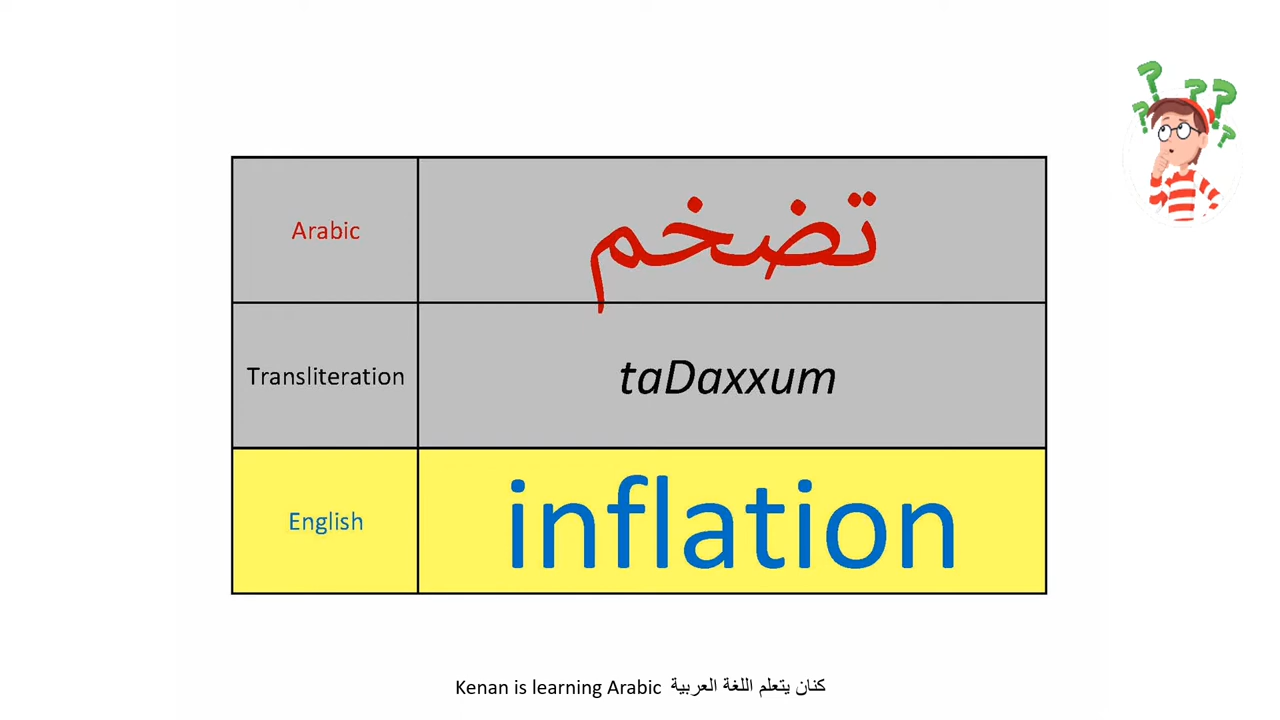 Arabic تضخم
Transliteration taDaxxum
English inflation
Kenan is learning Arabic كنان يتعلم اللغة العربية